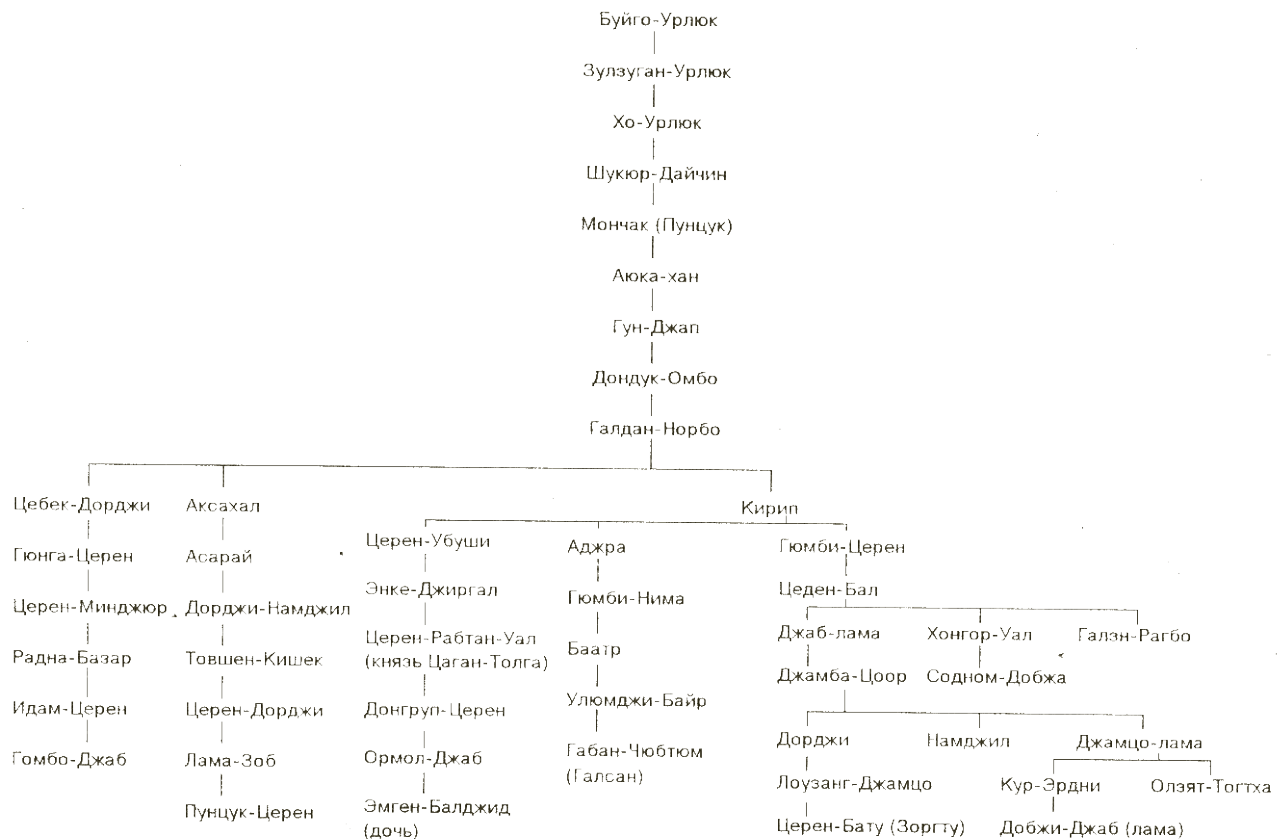 Буйго-Урлюк
Зулзуган-Урлюк
Хо-Урлюк
Шукюр-Дайчин
Мончак (Пунцук)
Аюка-хан
Гун-Джап
Дондук-Омбо
Галдан-Норбо
Цебек-Дорджи
Аксахал
Кирип
Гюнга-Церен
Асарай
Церен-Убуши
Аджра
Гюмби-Церен
Церен-Минджюр
Дорджи-Намджил
Энке-Джиргал
Гюмби-Нима
Цеден-Бал
Радна-Базар
Товшен-Кишек
Церен-Рабтан-Уал
(князь Цаган-Толга)
Баатр
Джаб-лама
Хонгор-Уал
Галзн-Рагбо
Джамба-Цоор
Содном-Добжа
Идам-Церен
Церен-Дорджи
Донгруп-Церен
Улюмджи-Байр
Гомбо-Джаб
Лама-Зоб
Ормол-Джаб
Габан-Чюбтюм
(Галсан)
Дорджи
Намджил
Джамцо-лама
Пунцук-Церен
Эмген-Балджид
(дочь)
Лоузанг-Джамцо
Кур-Эрдни
Олзят-Тогтха
Церен-Бату (Зоргту)
Добжи-Джаб (лама)